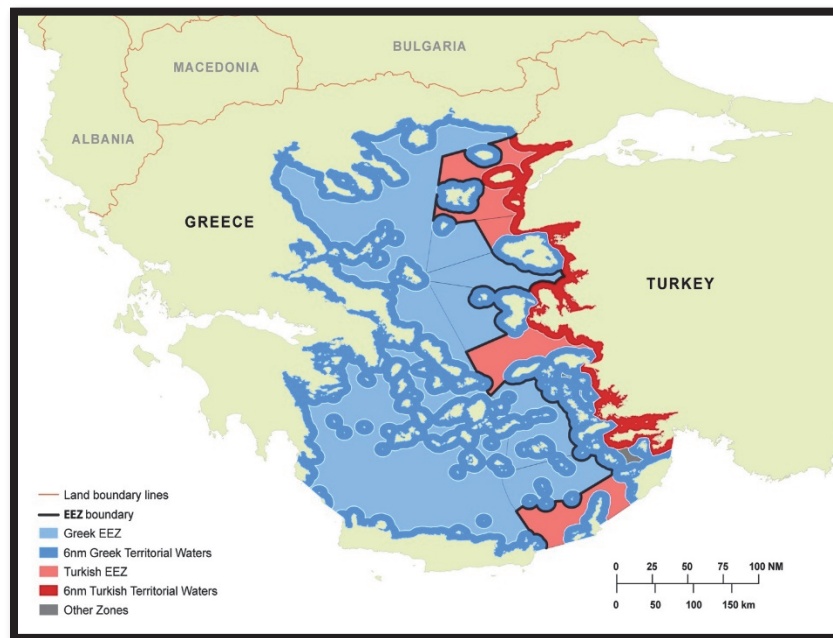 BULGARIA
MACEDONIA
ALBANIA
GREECE
TURKEY
Land boundary lines
EEZ boundary
Greek EEZ
6nm Greek Territorial Waters
Turkish EEZ
6nm Turkish Territorial Waters
Other Zones
0 25 50 75 100 NM
0 50 100 150 km